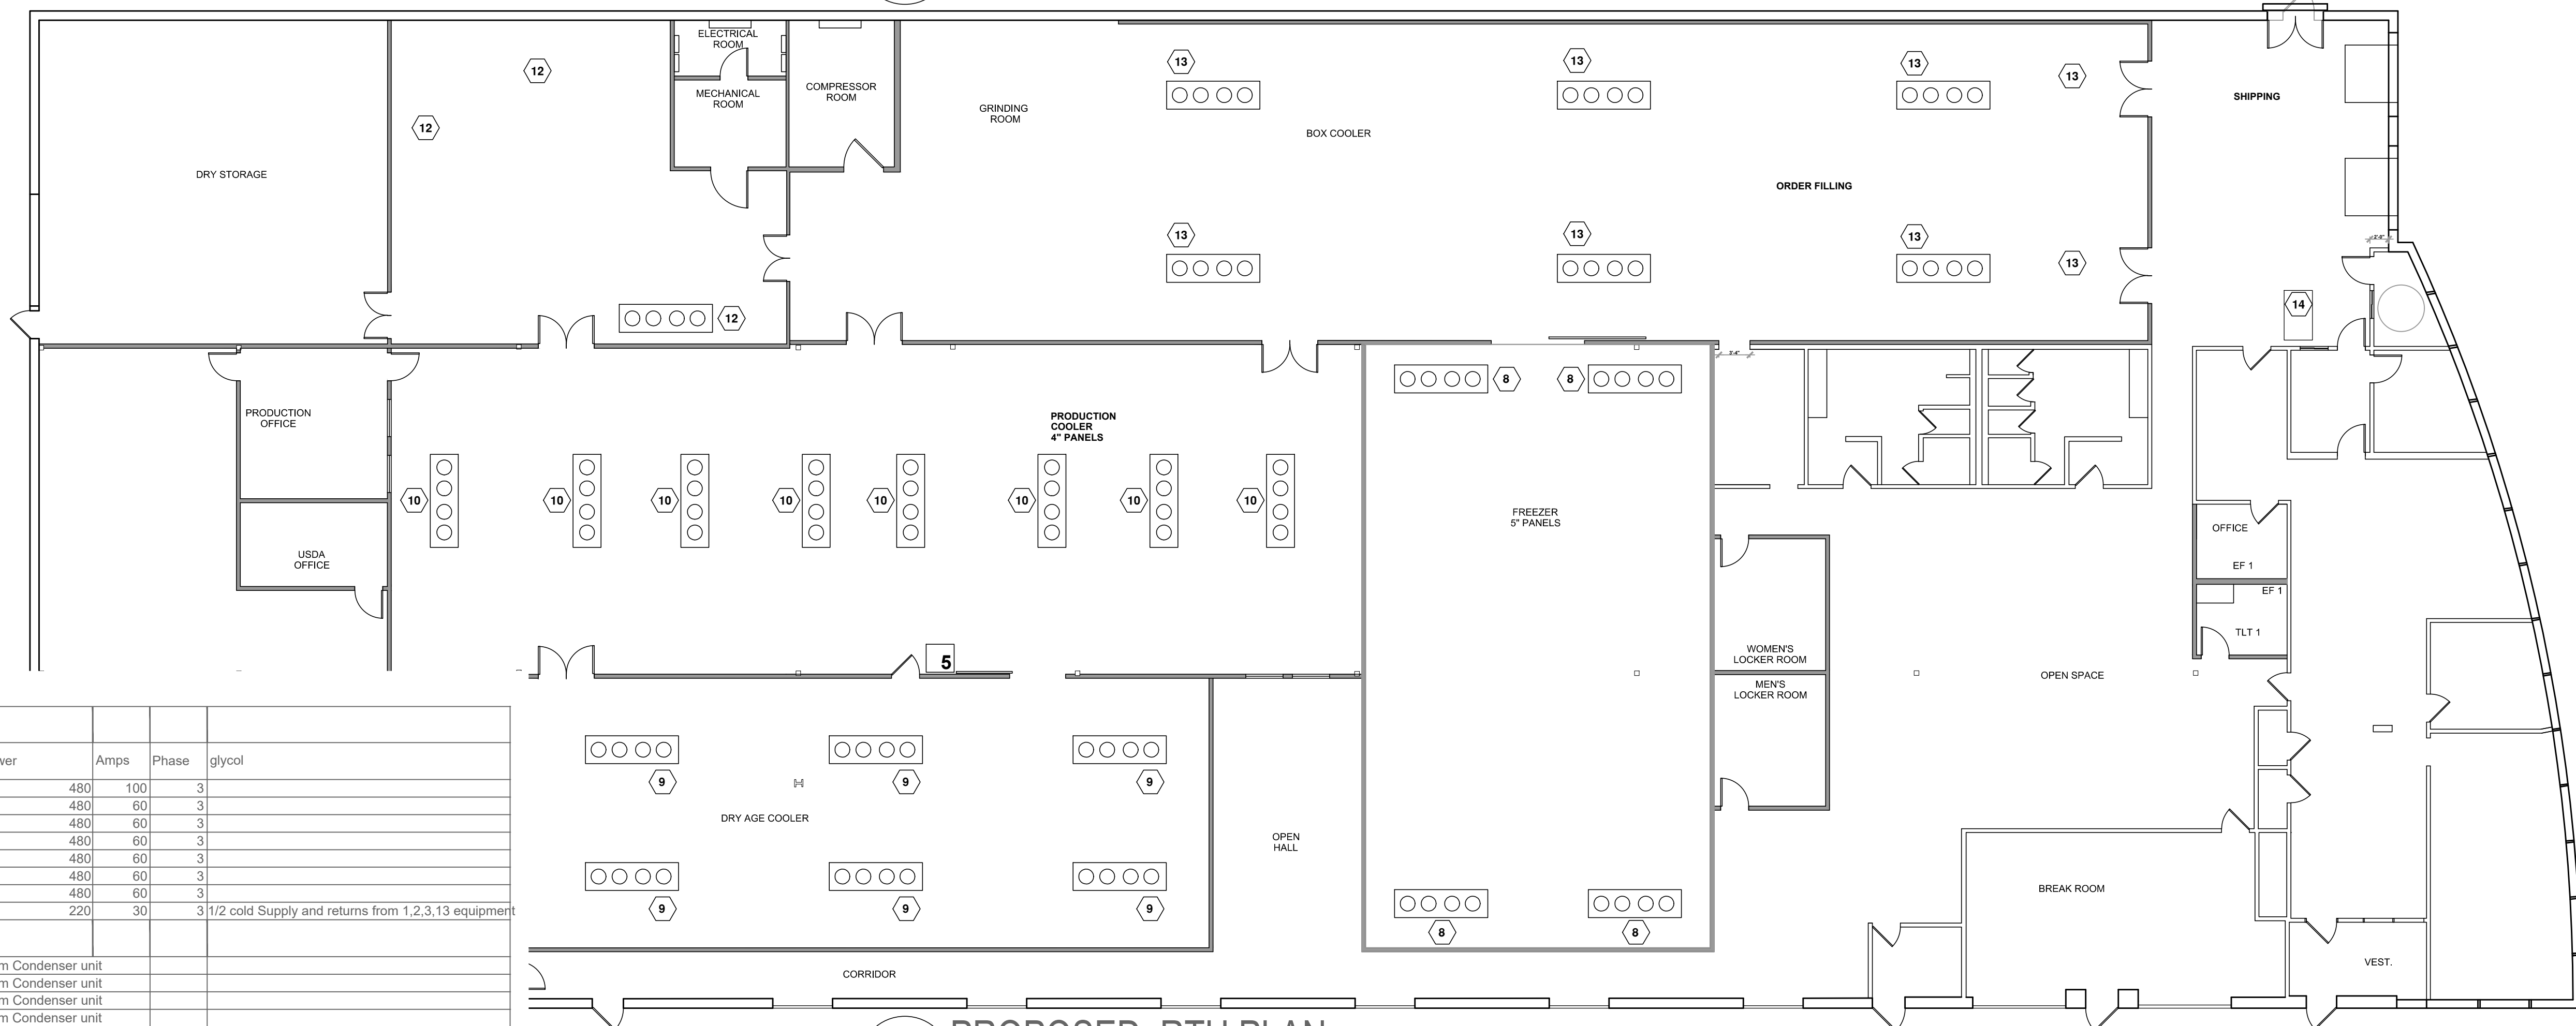 ELECTRICAL
ROOM
12
13
13
13
13
COMPRESSOR
ROOM
MECHANICAL
ROOM
SHIPPING
GRINDING
ROOM
12
BOX COOLER
DRY STORAGE
ORDER FILLING
13
13
13
13
2'-0"
14
12
8
8
PRODUCTION
OFFICE
PRODUCTION
COOLER
4" PANELS
10
10
10
10
10
10
10
10
FREEZER
5" PANELS
OFFICE
USDA
OFFICE
EF 1
EF 1
TLT 1
WOMEN'S
LOCKER ROOM
5
OPEN SPACE
MEN'S
LOCKER ROOM
wer Amps Phase glycol
480 100 3
480 60 3
480 60 3
480 60 3
480 60 3
480 60 3
480 60 3
220 30 3 1/2 cold Supply and returns from 1,2,3,13 equipment
m Condenser unit
m Condenser unit
m Condenser unit
m Condenser unit
9
9
9
DRY AGE COOLER
OPEN
HALL
9
9
9
8
8
BREAK ROOM
VEST.
CORRIDOR
PROPOSED RTU PLAN